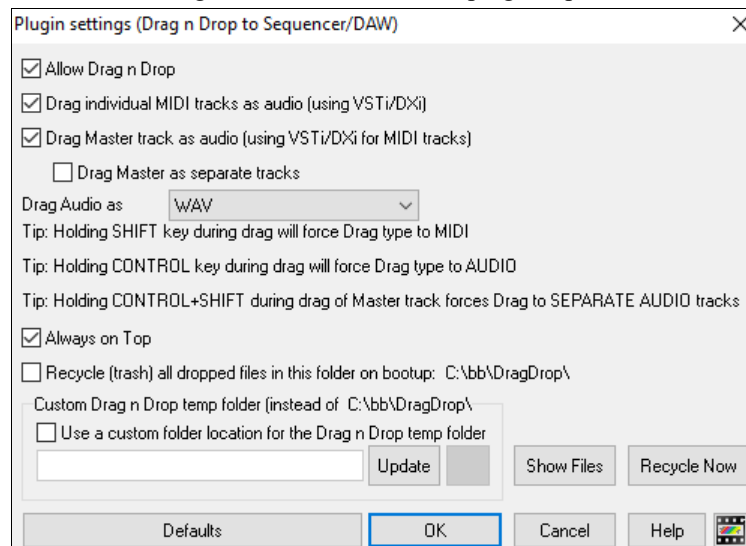 Plugin settings (Drag n Drop to Sequencer/DAW)
Allow Drag n Drop
Drag individual MIDI tracks as audio (using VSTi/DXi)
Drag Master track as audio (using VSTi/DXi for MIDI tracks)
Drag Master as separate tracks
Drag Audio as WAV
Tip: Holding SHIFT key during drag will force Drag type to MIDI
Tip: Holding CONTROL key during drag will force Drag type to AUDIO
Tip: Holding CONTROL+SHIFT during drag of Master track forces Drag to SEPARATE AUDIO tracks
Always on Top
Recycle (trash) all dropped files in this folder on bootup: C:\bb\DragDrop\
Custom Drag n Drop temp folder (instead of C:\bb\DragDrop\
Use a custom folder location for the Drag n Drop temp folder
Update Show Files Recycle Now
Defaults OK Cancel Help